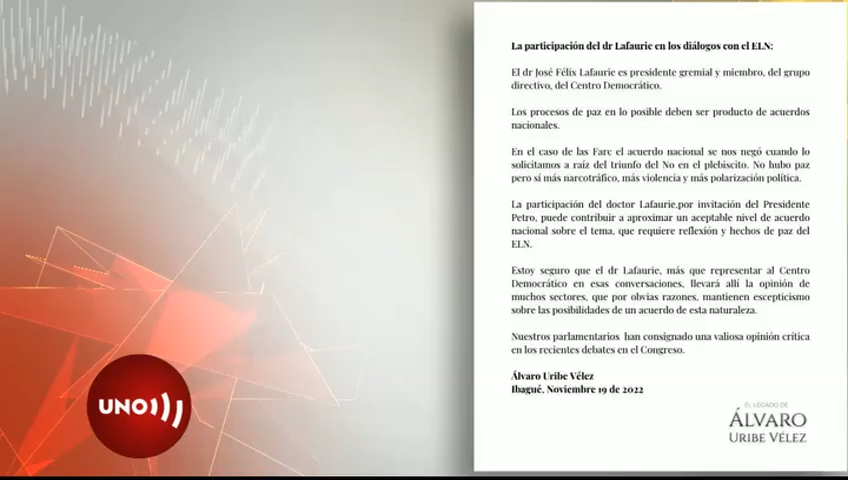 La participación del dr Lafaurie en los diálogos con el ELN:
El dr José Félix Lafaurie es presidente gremial y miembro, del grupo
directivo, del Centro Democrático.
Los procesos de paz en lo posible deben ser producto de acuerdos
nacionales.
En el caso de las Farc el acuerdo nacional se nos negó cuando lo
solicitamos a raíz del triunfo del No en el plebiscito. No hubo paz
pero sí más narcotráfico, más violencia y más polarización política.
La participación del doctor Lafaurie,por invitación del Presidente
Petro, puede contribuir a aproximar un aceptable nivel de acuerdo
nacional sobre el tema, que requiere reflexión y hechos de paz del
ELN.
Estoy seguro que el dr Lafaurie, más que representar al Centro
Democrático en esas conversaciones, llevará allí la opinión de
muchos sectores, que por obvias razones, mantienen escepticismo
sobre las posibilidades de un acuerdo de esta naturaleza.
Nuestros parlamentarios han consignado una valiosa opinión crítica
en los recientes debates en el Congreso.
Álvaro Uribe Vélez
Ibagué, Noviembre 19 de 2022
EL LEGADO DE
ÁLVARO
URIBE VÉLEZ
UNO